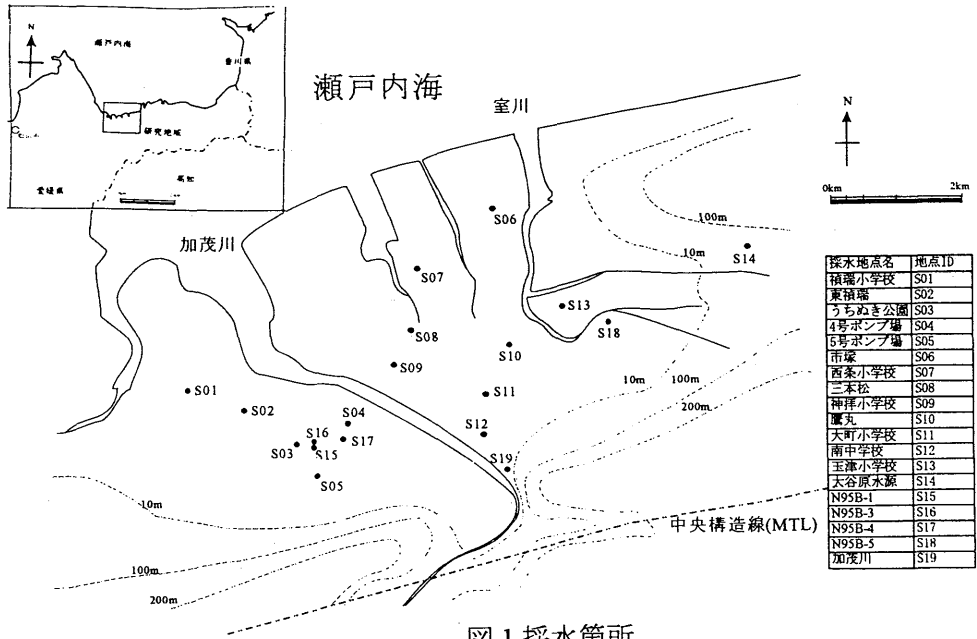 N
瀬戸内海
香川県
研究地域
愛媛県
高知
瀬戸内海
室川
加茂川
N
0km 2km
S01
S02
S03
S04
S05
S06
S07
S08
S09
S10
S11
S12
S13
S14
S15
S16
S17
S18
S19
100m
10m
10m
100m
200m
10m
100m
200m
中央構造線(MTL)
採水地点名 地点ID
禎瑞小学校 S01
東禎瑞 S02
うちぬき公園 S03
4号ポンプ場 S04
5号ポンプ場 S05
市塚 S06
西条小学校 S07
三本松 S08
神拝小学校 S09
鷹丸 S10
大町小学校 S11
南中学校 S12
玉津小学校 S13
大谷原水源 S14
N95B-1 S15
N95B-3 S16
N95B-4 S17
N95B-5 S18
加茂川 S19
図1 採水箇所